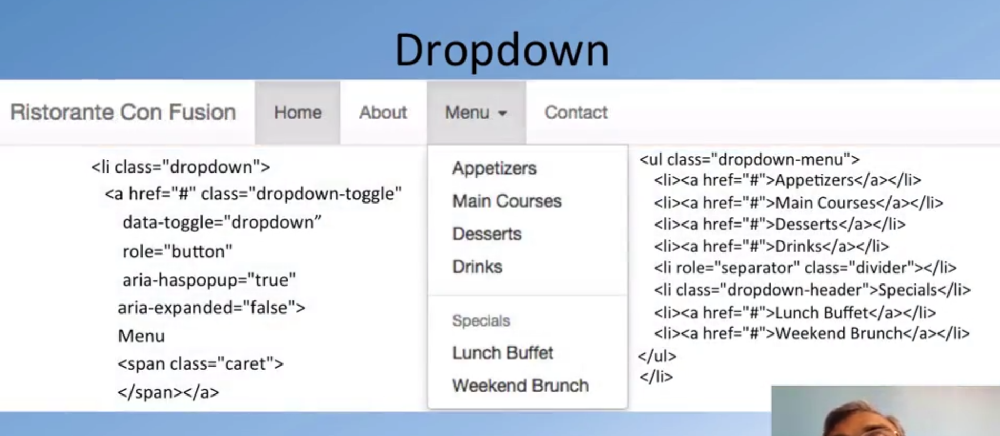 Dropdown
Ristorante Con Fusion Home About Menu Contact
<li class="dropdown">
<a href="#" class="dropdown-toggle"
data-toggle="dropdown”
role="button"
aria-haspopup="true"
aria-expanded="false">
Menu
<span class="caret">
</span></a>
Appetizers
Main Courses
Desserts
Drinks
Specials
Lunch Buffet
Weekend Brunch
<ul class="dropdown-menu">
<li><a href="#">Appetizers</a></li>
<li><a href="#">Main Courses</a></li>
<li><a href="#">Desserts</a></li>
<li><a href="#">Drinks</a></li>
<li role="separator" class="divider"></li>
<li class="dropdown-header">Specials</li>
<li><a href="#">Lunch Buffet</a></li>
<li><a href="#">Weekend Brunch</a></li>
</ul>
</li>